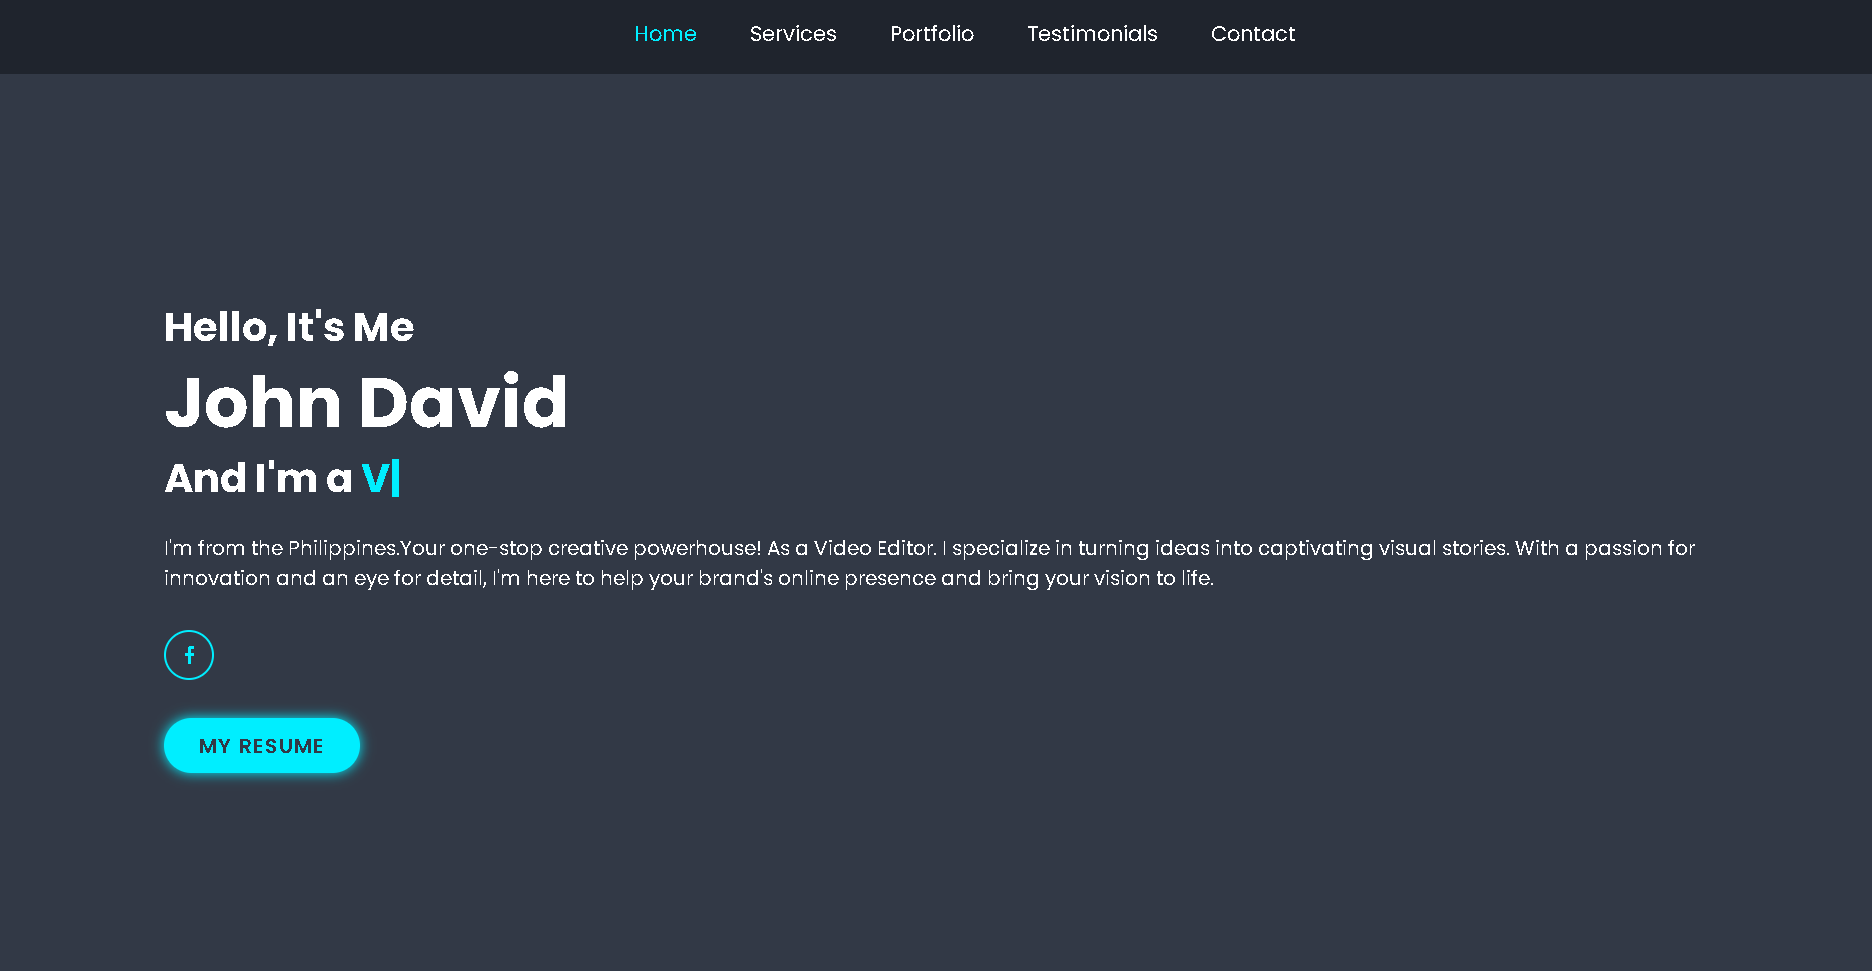 Home Services Portfolio Testimonials Contact
Hello, It's Me
John David
And I'm a V
I'm from the Philippines.Your one-stop creative powerhouse! As a Video Editor. I specialize in turning ideas into captivating visual stories. With a passion for
innovation and an eye for detail, I'm here to help your brand's online presence and bring your vision to life.
MY RESUME